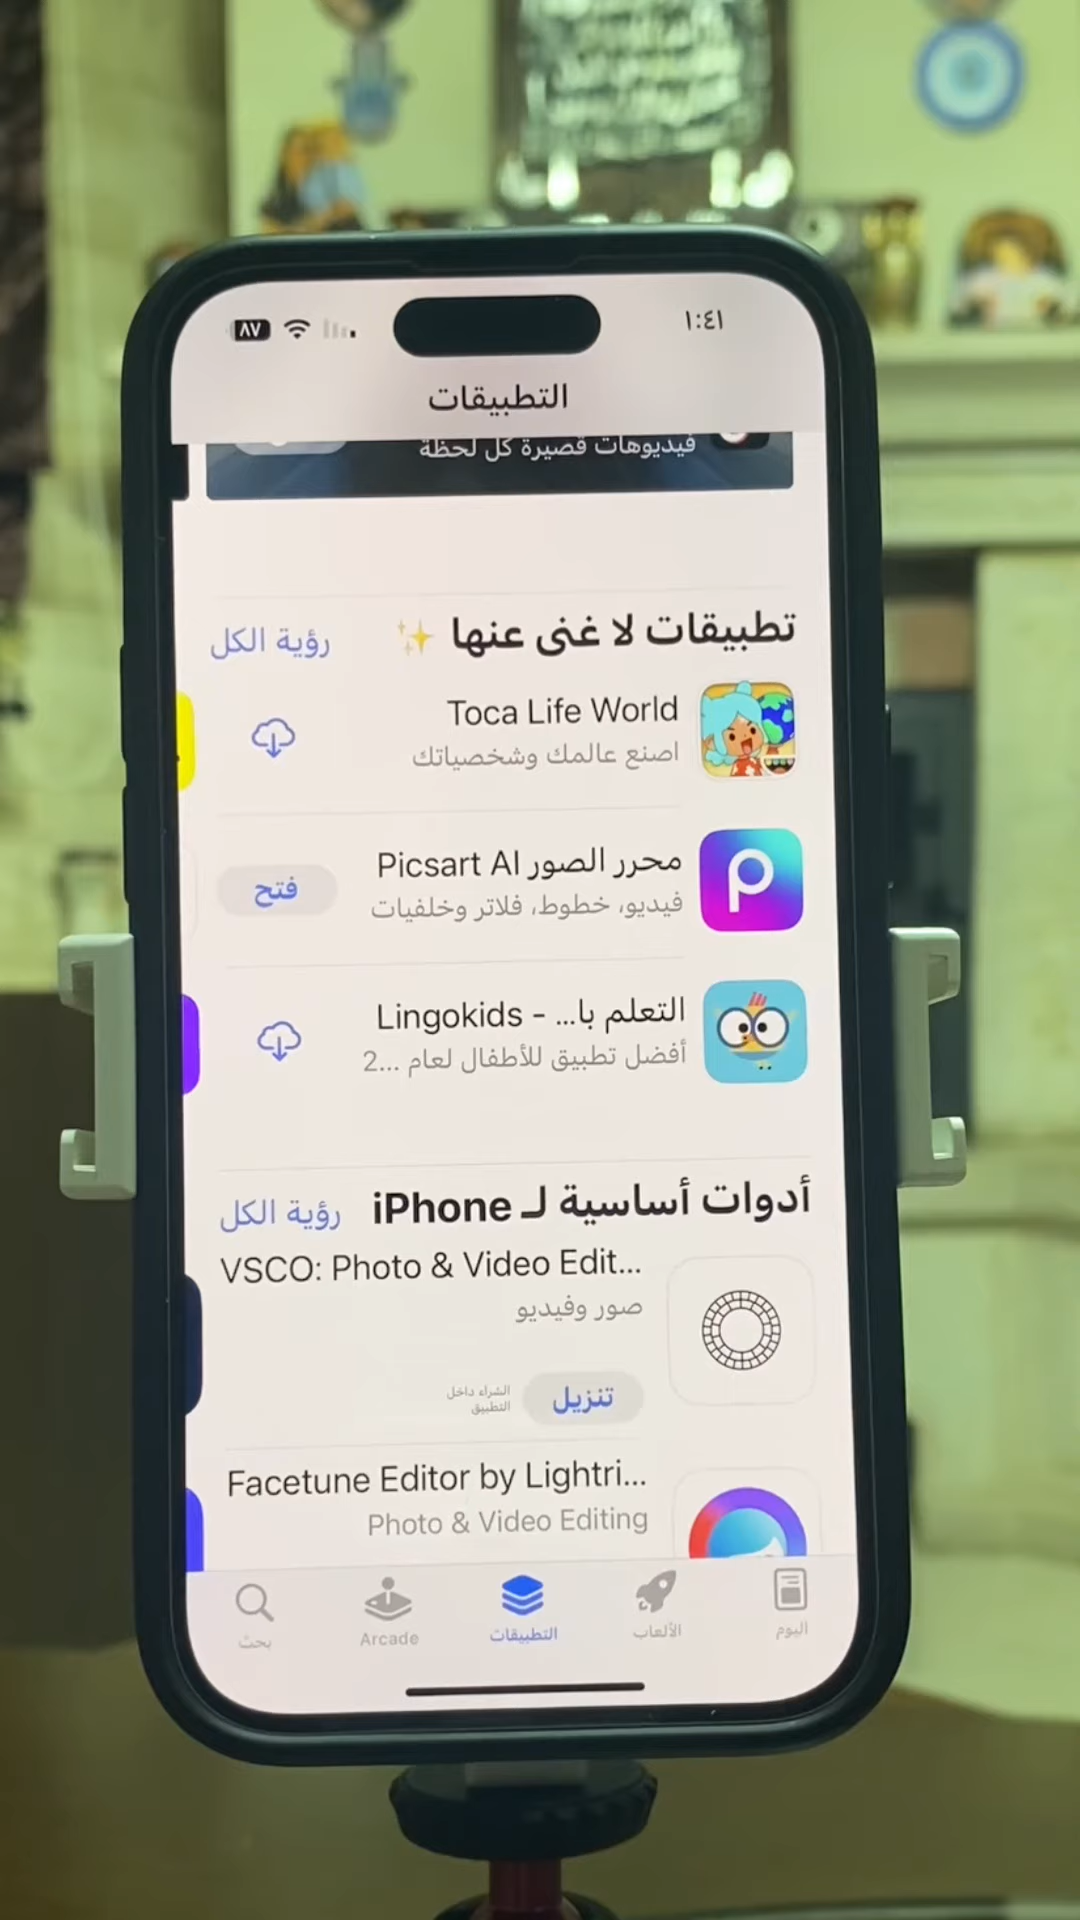 ١:٤١
٨٧
التطبيقات
فيديوهات قصيرة كل لحظة
تطبيقات لا غنى عنها ✨
رؤية الكل
Toca Life World
اصنع عالمك وشخصياتك
محرر الصور Picsart AI
فيديو، خطوط، فلاتر وخلفيات
فتح
Lingokids - التعلم با...
أفضل تطبيق للأطفال لعام 2...
أدوات أساسية لـ iPhone
رؤية الكل
VSCO: Photo & Video Edit...
صور وفيديو
تنزيل
الشراء داخل
التطبيق
Facetune Editor by Lightri...
Photo & Video Editing
اليوم
الألعاب
التطبيقات
Arcade
بحث